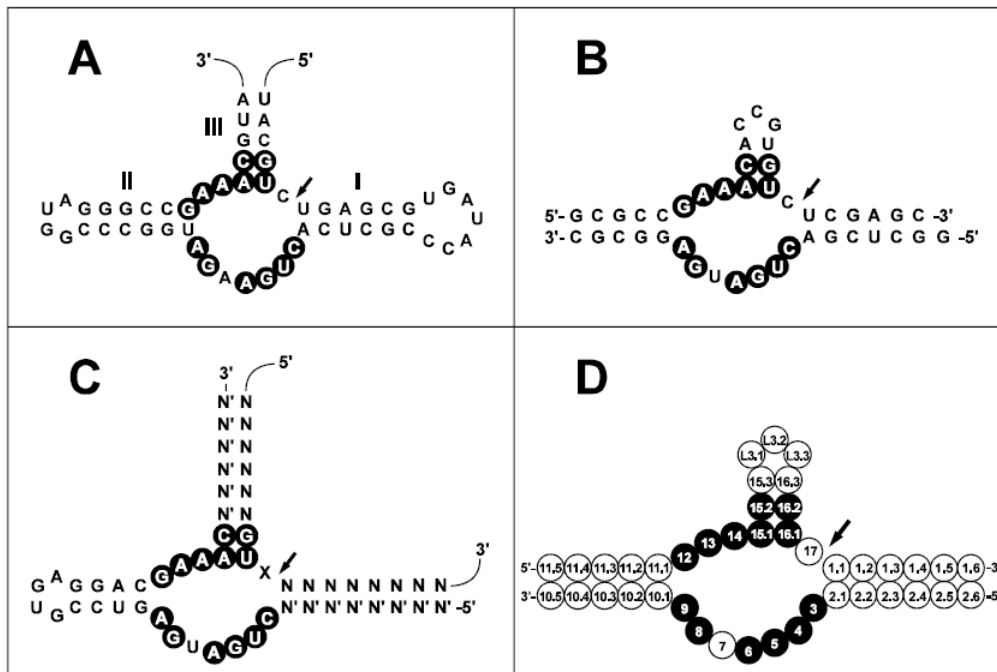 A
3' 5'
A U
U A
III G C
C G
II G A A A U C I
U A G G G C C U G A G C G U G A U
G G C C C G G U A C U C G C C C A
A G A A G U C
B
C C
A G
C U
C G
G A A A U C
5'- G C G C C U C G A G C -3'
3'- C G C G G A G C U C G G -5'
A G U A G U C
C
3' 5'
N' N
N' N
N' N
N' N
N' N
N' N
C G
G A A A U X 3'
G A G G A C N N N N N N N N
U G C C U G N' N' N' N' N' N' N' N' -5'
A G U A G U C
D
L3.2
L3.1 L3.3
15.3 16.3
15.2 16.2
12 13 14 15.1 16.1 17
5'- 11.5 11.4 11.3 11.2 11.1 1.1 1.2 1.3 1.4 1.5 1.6 -3'
3'- 10.5 10.4 10.3 10.2 10.1 2.1 2.2 2.3 2.4 2.5 2.6 -5'
9 8 7 6 5 4 3